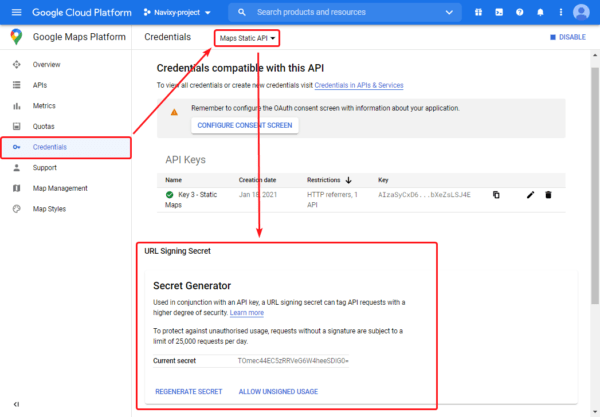 Google Cloud Platform
Navixy-project
Search products and resources
Google Maps Platform
Credentials
Maps Static API
DISABLE
Overview
APIs
Metrics
Quotas
Credentials
Support
Map Management
Map Styles
Credentials compatible with this API
To view all credentials or create new credentials visit Credentials in APIs & Services
Remember to configure the OAuth consent screen with information about your application.
CONFIGURE CONSENT SCREEN
API Keys
Name Creation date Restrictions Key
Key 3 - Static Maps Jan 18, 2021 HTTP referrers, 1 API AIzaSyCxD6...bXeZsLSJ4E
URL Signing Secret
Secret Generator
Used in conjunction with an API key, a URL signing secret can tag API requests with a
higher degree of security. Learn more
To protect against unauthorised usage, requests without a signature are subject to a
limit of 25,000 requests per day.
Current secret TOmec44EC5zRRVeG6W4heeSDIG0=
REGENERATE SECRET ALLOW UNSIGNED USAGE